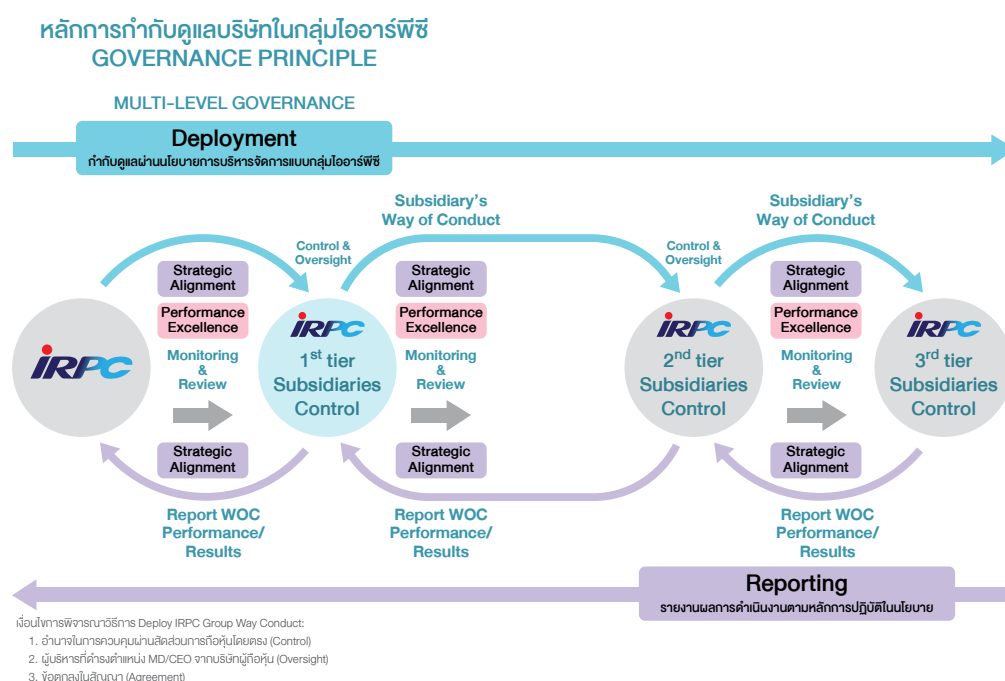 หลักการกำกับดูแลบริษัทในกลุ่มไออาร์พีซี
GOVERNANCE PRINCIPLE
MULTI-LEVEL GOVERNANCE
Deployment
กำกับดูแลผ่านนโยบายการบริหารจัดการแบบกลุ่มไออาร์พีซี
Subsidiary's
Way of Conduct
Subsidiary's
Way of Conduct
Control &
Oversight
Control &
Oversight
Strategic
Alignment
Performance
Excellence
Monitoring
&
Review
Strategic
Alignment
Strategic
Alignment
Performance
Excellence
Monitoring
&
Review
Strategic
Alignment
Strategic
Alignment
Performance
Excellence
Monitoring
&
Review
Strategic
Alignment
IRPC
IRPC
1st tier
Subsidiaries
Control
IRPC
2nd tier
Subsidiaries
Control
IRPC
3rd tier
Subsidiaries
Control
Report WOC
Performance/
Results
Report WOC
Performance/
Results
Report WOC
Performance/
Results
Reporting
รายงานผลการดำเนินงานตามหลักการปฏิบัติในนโยบาย
เงื่อนไขการพิจารณาวิธีการ Deploy IRPC Group Way Conduct:
1. อำนาจในการควบคุมผ่านสัดส่วนการถือหุ้นโดยตรง (Control)
2. ผู้บริหารที่ดำรงตำแหน่ง MD/CEO จากบริษัทผู้ถือหุ้น (Oversight)
3. ข้อตกลงในสัญญา (Agreement)